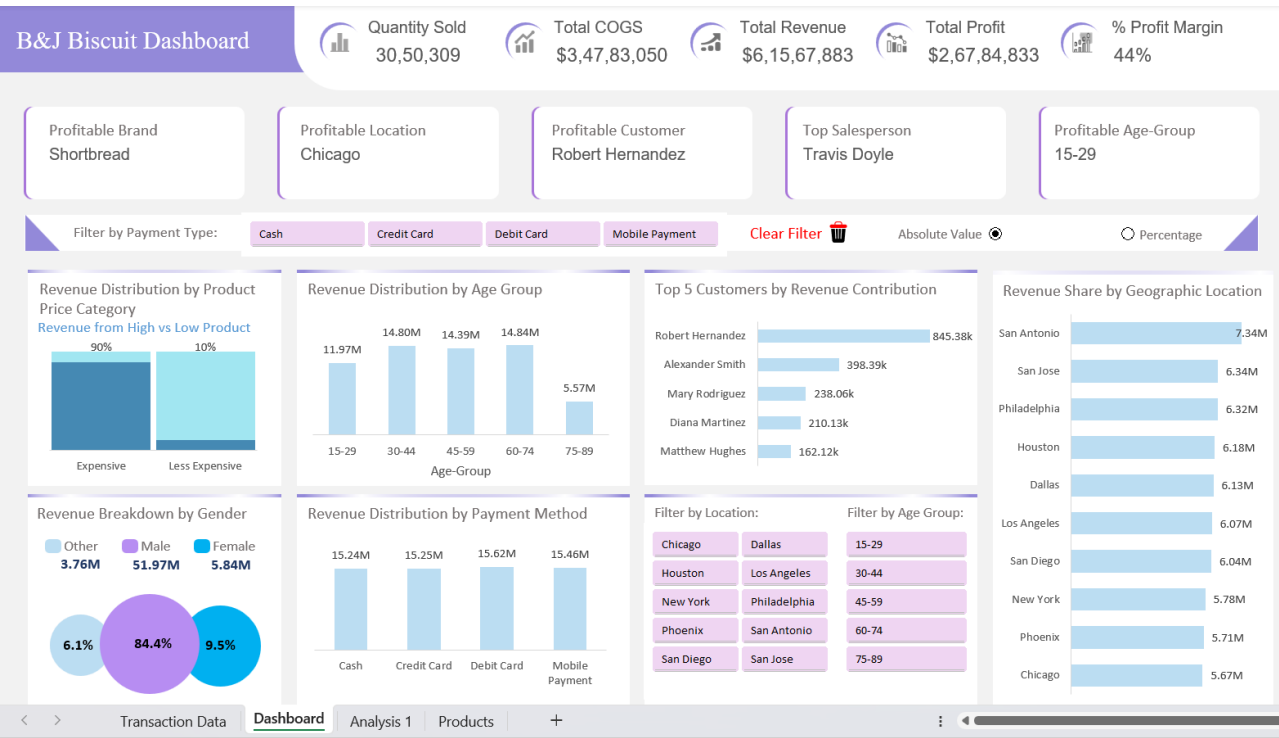 B&J Biscuit Dashboard
Quantity Sold
30,50,309
Total COGS
$3,47,83,050
Total Revenue
$6,15,67,883
Total Profit
$2,67,84,833
% Profit Margin
44%
Profitable Brand
Shortbread
Profitable Location
Chicago
Profitable Customer
Robert Hernandez
Top Salesperson
Travis Doyle
Profitable Age-Group
15-29
Filter by Payment Type:
Cash
Credit Card
Debit Card
Mobile Payment
Clear Filter
Absolute Value
Percentage
Revenue Distribution by Product
Price Category
Revenue from High vs Low Product
90%
10%
Expensive
Less Expensive
Revenue Distribution by Age Group
11.97M
14.80M
14.39M
14.84M
5.57M
15-29
30-44
45-59
60-74
75-89
Age-Group
Top 5 Customers by Revenue Contribution
Robert Hernandez
845.38k
Alexander Smith
398.39k
Mary Rodriguez
238.06k
Diana Martinez
210.13k
Matthew Hughes
162.12k
Revenue Share by Geographic Location
San Antonio
7.34M
San Jose
6.34M
Philadelphia
6.32M
Houston
6.18M
Dallas
6.13M
Los Angeles
6.07M
San Diego
6.04M
New York
5.78M
Phoenix
5.71M
Chicago
5.67M
Revenue Breakdown by Gender
Other
Male
Female
3.76M
51.97M
5.84M
6.1%
84.4%
9.5%
Revenue Distribution by Payment Method
15.24M
15.25M
15.62M
15.46M
Cash
Credit Card
Debit Card
Mobile
Payment
Filter by Location:
Chicago
Dallas
Houston
Los Angeles
New York
Philadelphia
Phoenix
San Antonio
San Diego
San Jose
Filter by Age Group:
15-29
30-44
45-59
60-74
75-89
Transaction Data
Dashboard
Analysis 1
Products